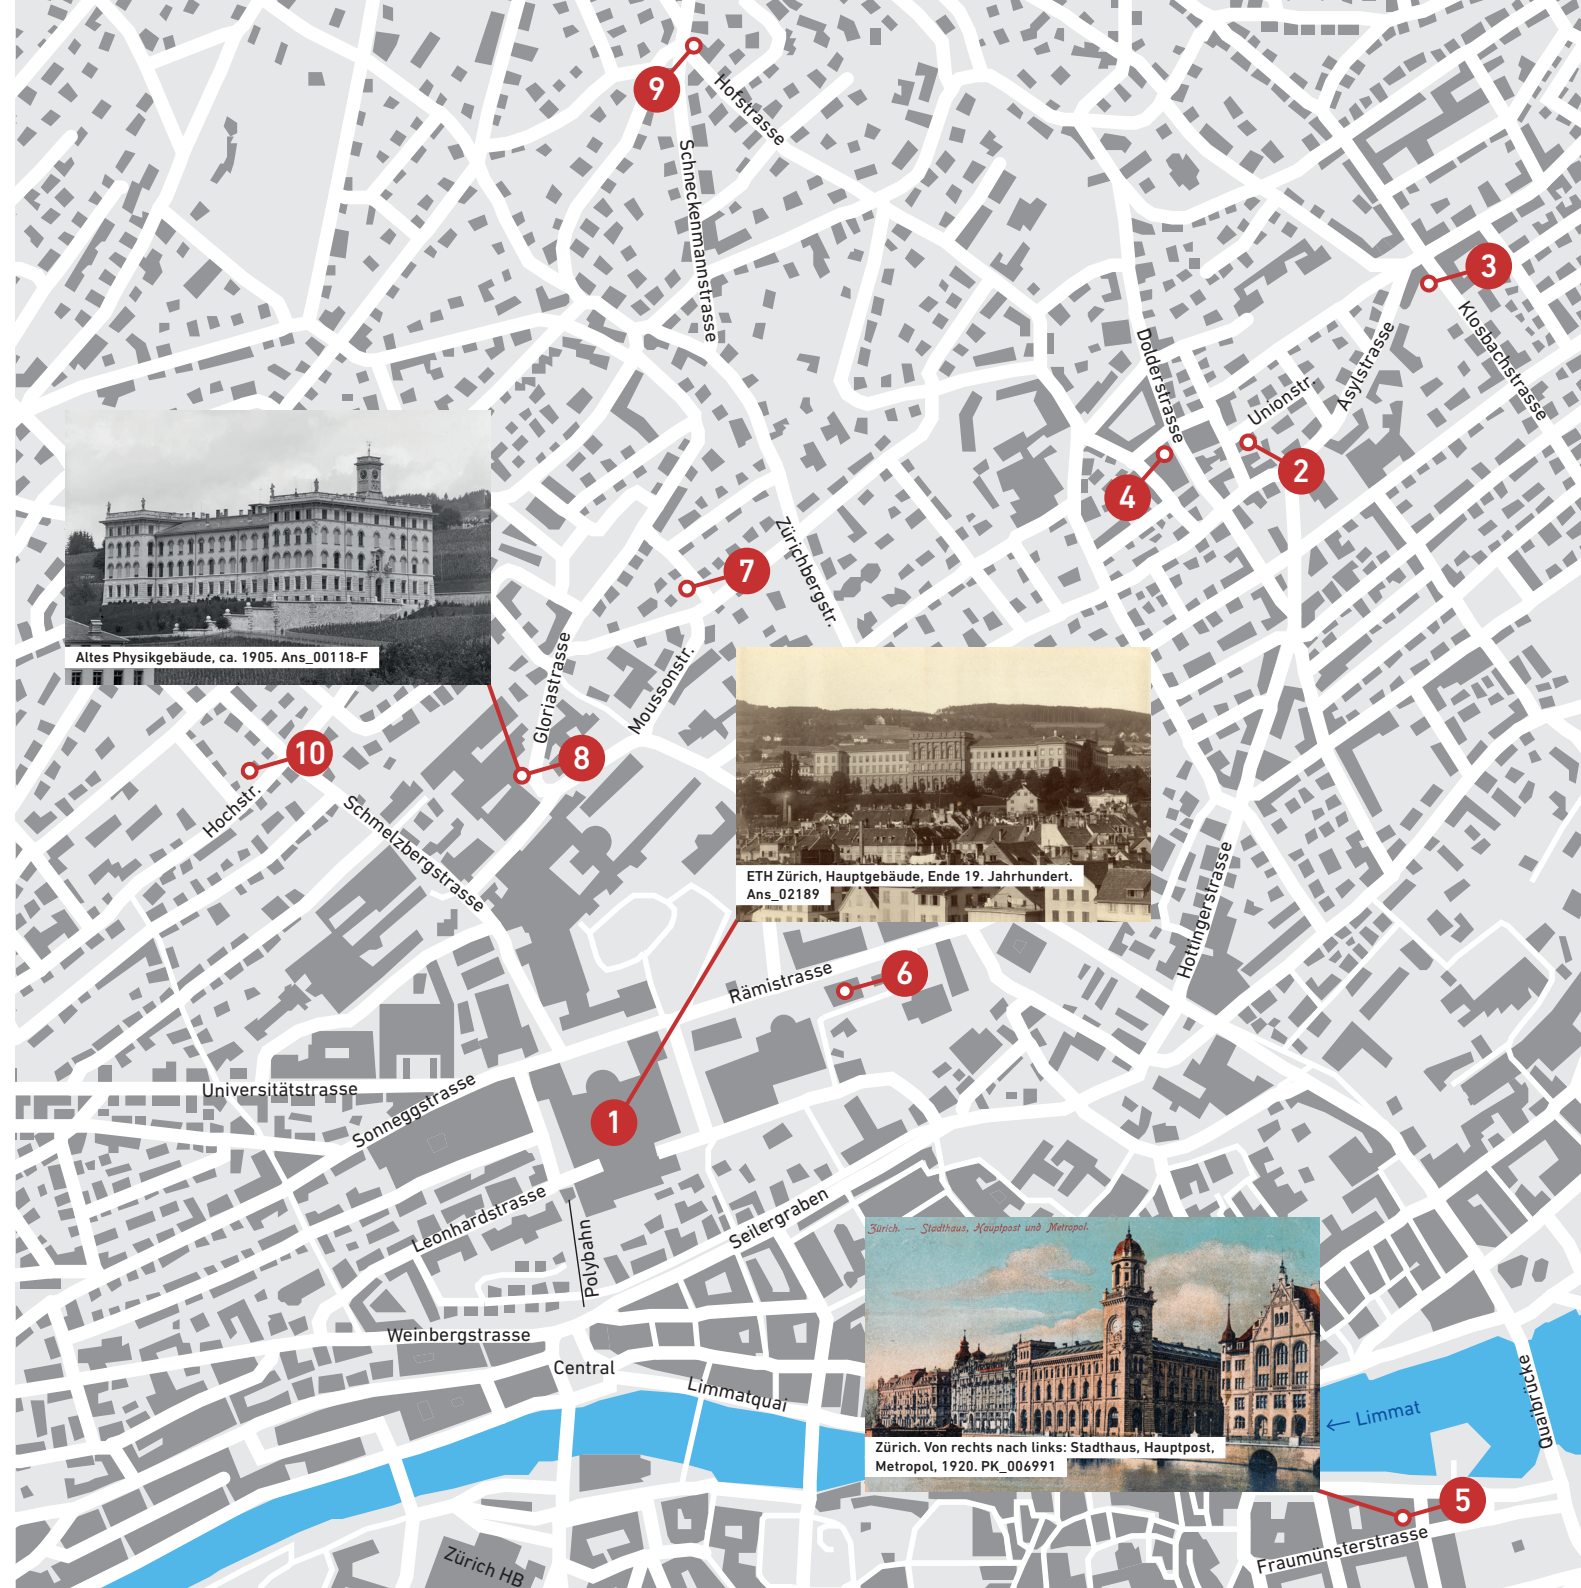 9
Hofstrasse
Schneckenmannstrasse
3
Klosbachstrasse
Asylstrasse
Dolderstrasse
Unionstr.
2
4
Zürichbergstr.
7
Altes Physikgebäude, ca. 1905. Ans_00118-F
Gloriastrasse
Moussonstr.
8
10
Hochstr.
Schmelzbergstrasse
ETH Zürich, Hauptgebäude, Ende 19. Jahrhundert.
Ans_02189
Hottingerstrasse
Rämistrasse
6
Universitätstrasse
Sonneggstrasse
1
Leonhardstrasse
Polybahn
Seilergraben
Zürich. — Stadthaus, Hauptpost und Metropol.
Weinbergstrasse
Central
Limmatquai
← Limmat
Quaibrücke
Zürich. Von rechts nach links: Stadthaus, Hauptpost,
Metropol, 1920. PK_006991
5
Fraumünsterstrasse
Zürich HB